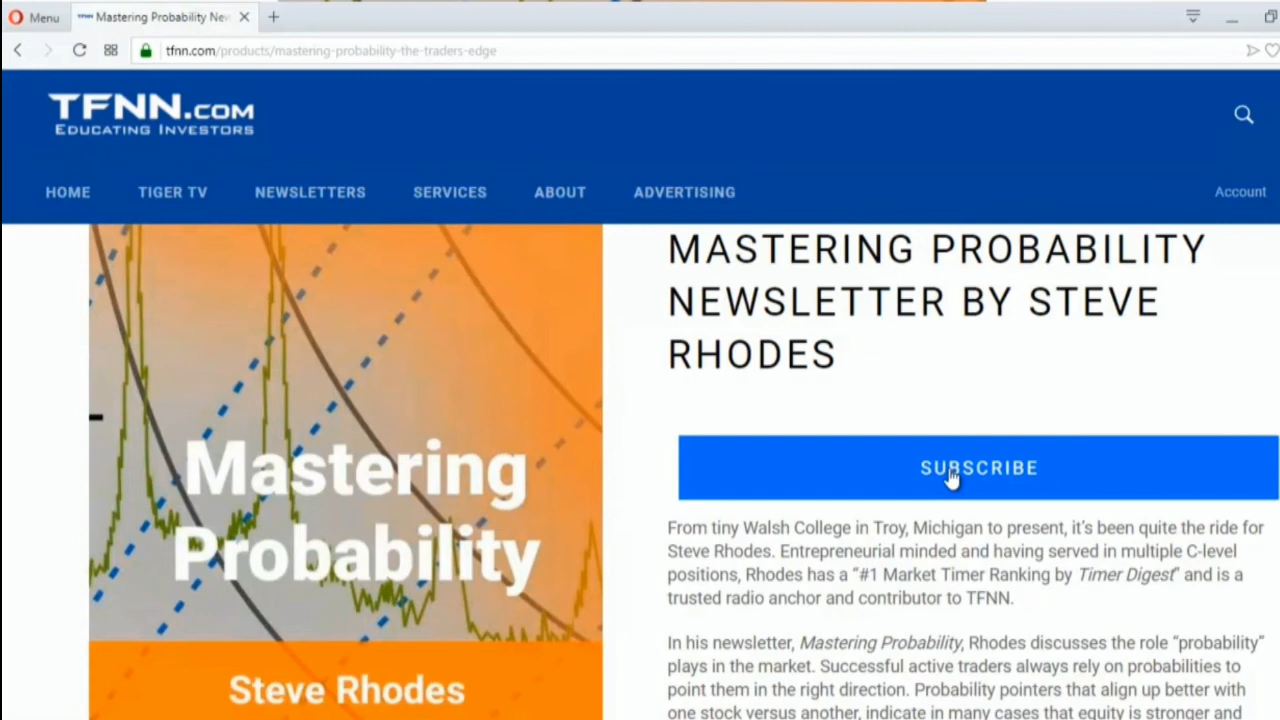 Menu
Mastering Probability Nev
tfnn.com/products/mastering-probability-the-traders-edge
TFNN.COM
EDUCATING INVESTORS
HOME TIGER TV NEWSLETTERS SERVICES ABOUT ADVERTISING Account
MASTERING PROBABILITY
NEWSLETTER BY STEVE
RHODES
Mastering
Probability
Steve Rhodes
SUBSCRIBE
From tiny Walsh College in Troy, Michigan to present, it's been quite the ride for
Steve Rhodes. Entrepreneurial minded and having served in multiple C-level
positions, Rhodes has a “#1 Market Timer Ranking by Timer Digest” and is a
trusted radio anchor and contributor to TFNN.
In his newsletter, Mastering Probability, Rhodes discusses the role “probability”
plays in the market. Successful active traders always rely on probabilities to
point them in the right direction. Probability pointers that align up better with
one stock versus another, indicate in many cases that equity is stronger and